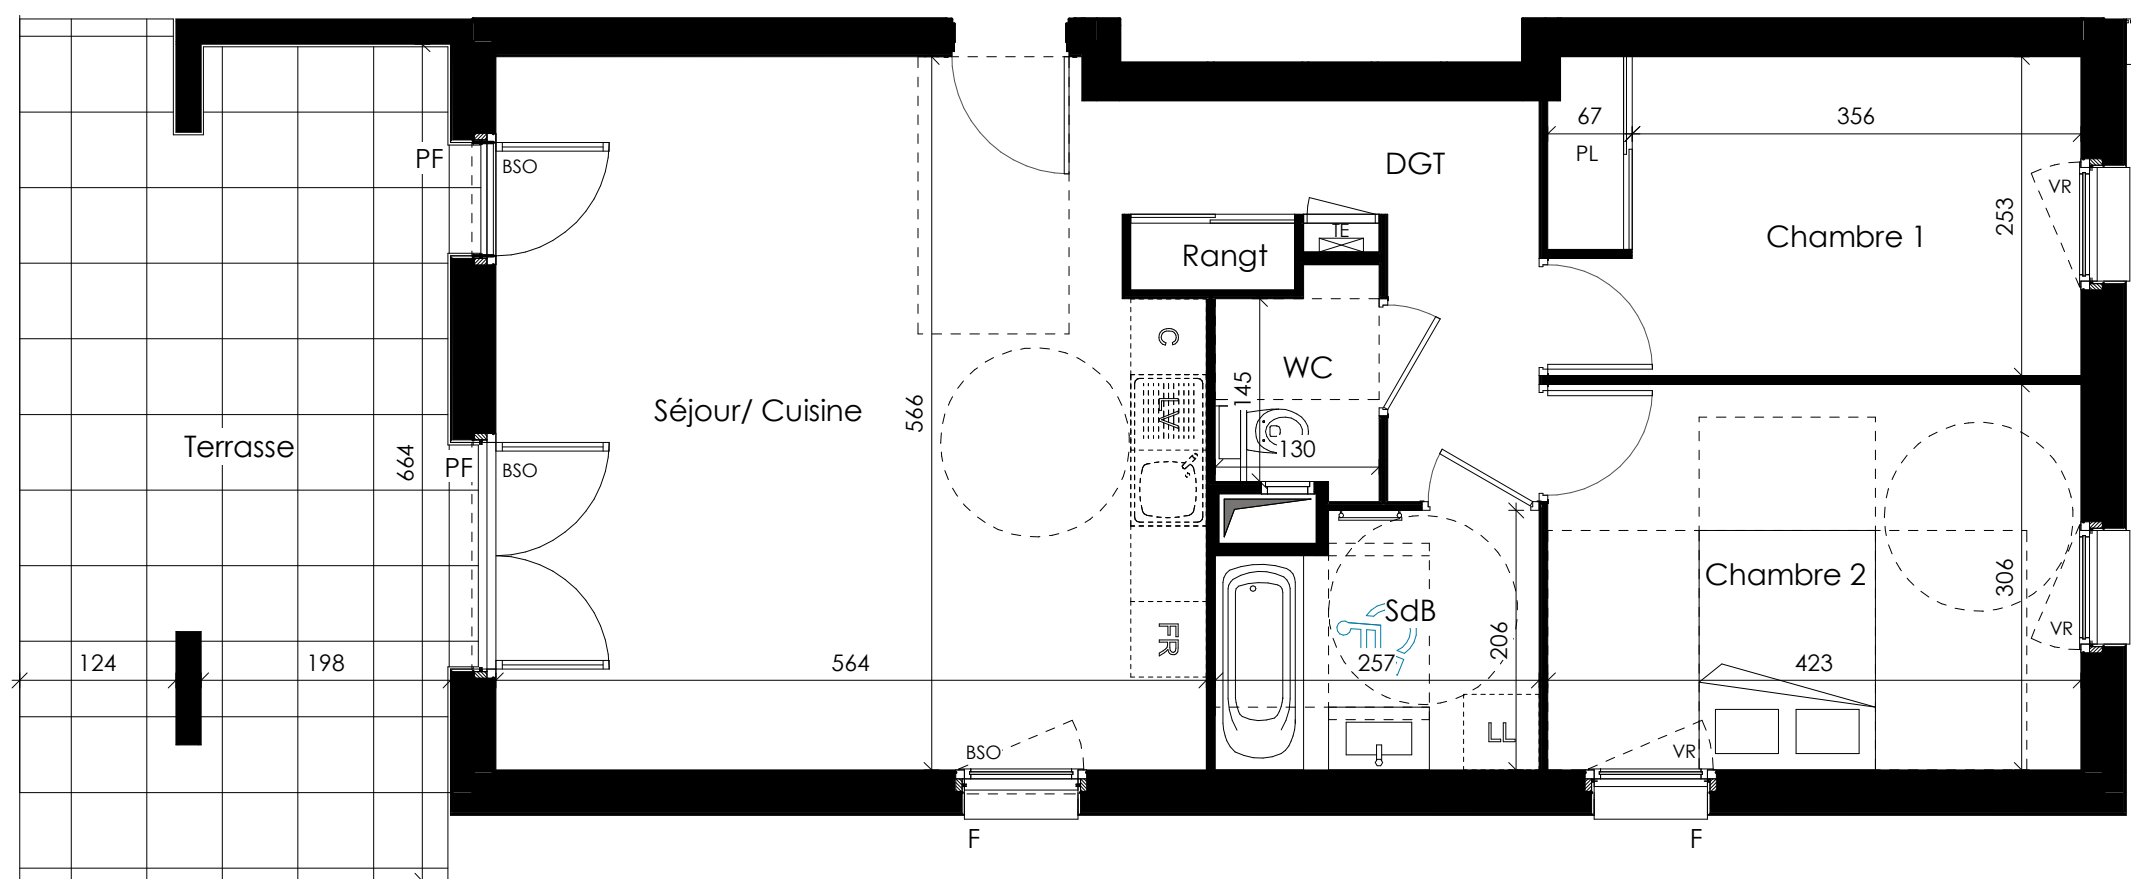 PF
BSO
DGT
67
PL
356
VR
253
Chambre 1
TE
Rangt
C
WC
145
LV
130
Séjour/ Cuisine
566
Terrasse
664
PF
BSO
Chambre 2
306
VR
SdB
206
FR
124
198
564
257
423
LL
BSO
VR
F
F